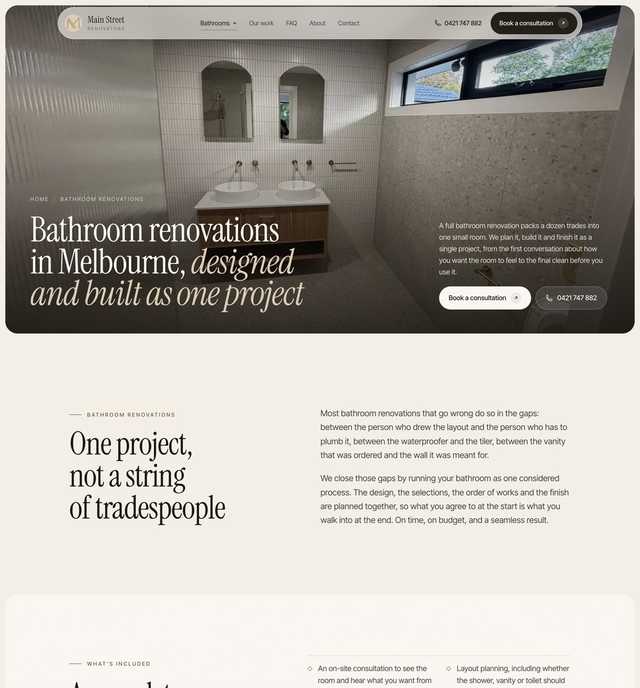 Main Street
RENOVATIONS
Bathrooms
Our work
FAQ
About
Contact
0421 747 882
Book a consultation
HOME
BATHROOM RENOVATIONS
Bathroom renovations
in Melbourne, designed
and built as one project
A full bathroom renovation packs a dozen trades into
one small room. We plan it, build it and finish it as a
single project, from the first conversation about how
you want the room to feel to the final clean before you
use it.
Book a consultation
0421 747 882
BATHROOM RENOVATIONS
One project,
not a string
of tradespeople
Most bathroom renovations that go wrong do so in the gaps:
between the person who drew the layout and the person who has to
plumb it, between the waterproofer and the tiler, between the vanity
that was ordered and the wall it was meant for.
We close those gaps by running your bathroom as one considered
process. The design, the selections, the order of works and the finish
are planned together, so what you agree to at the start is what you
walk into at the end. On time, on budget, and a seamless result.
WHAT'S INCLUDED
An on-site consultation to see the
room and hear what you want from
Layout planning, including whether
the shower, vanity or toilet should